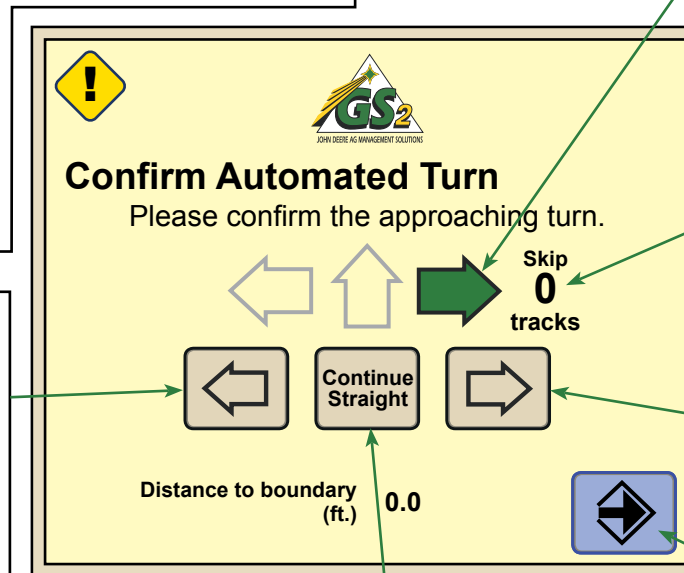 !
GS2
JOHN DEERE AG MANAGEMENT SOLUTIONS
Confirm Automated Turn
Please confirm the approaching turn.
Skip
0
tracks
Continue
Straight
Distance to boundary
(ft.)
0.0